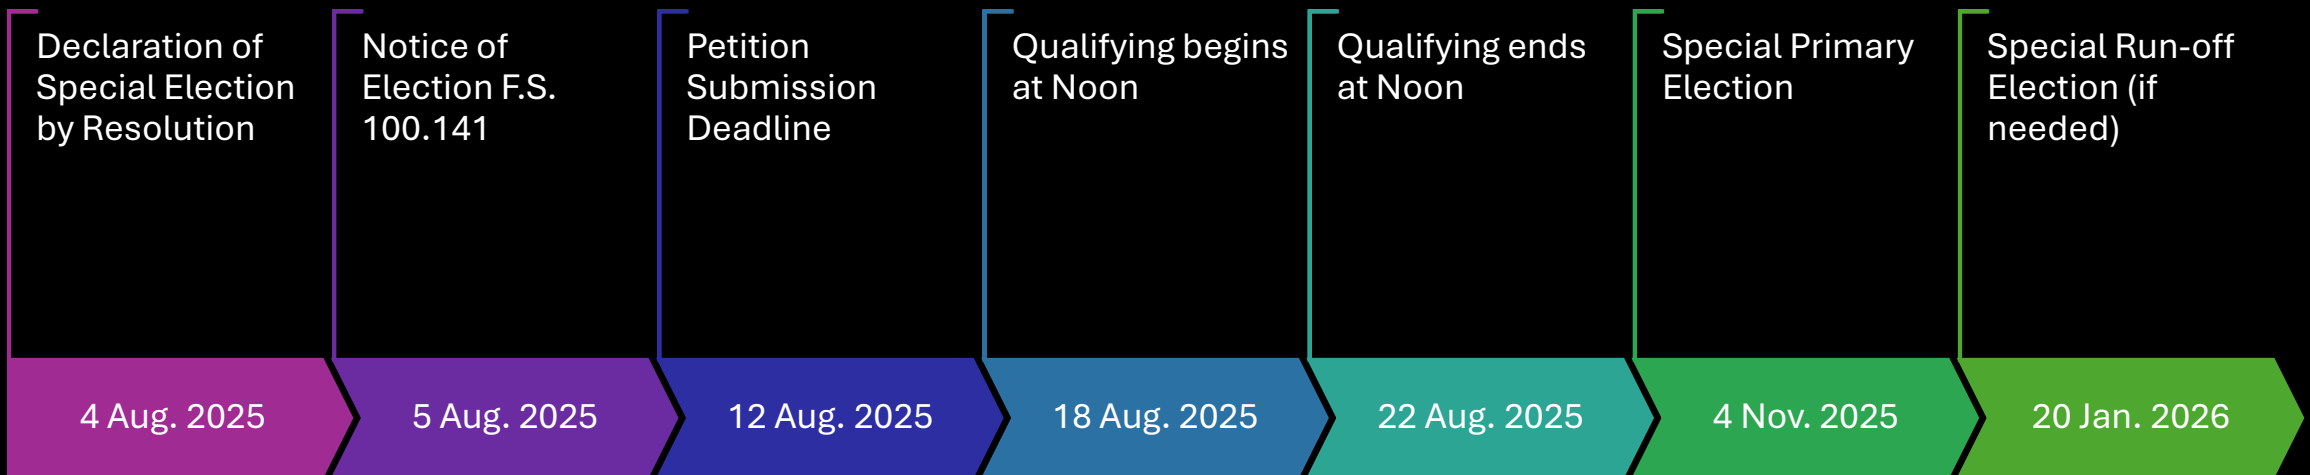 Declaration of
Special Election
by Resolution
4 Aug. 2025
Notice of
Election F.S.
100.141
5 Aug. 2025
Petition
Submission
Deadline
12 Aug. 2025
Qualifying begins
at Noon
18 Aug. 2025
Qualifying ends
at Noon
22 Aug. 2025
Special Primary
Election
4 Nov. 2025
Special Run-off
Election (if
needed)
20 Jan. 2026